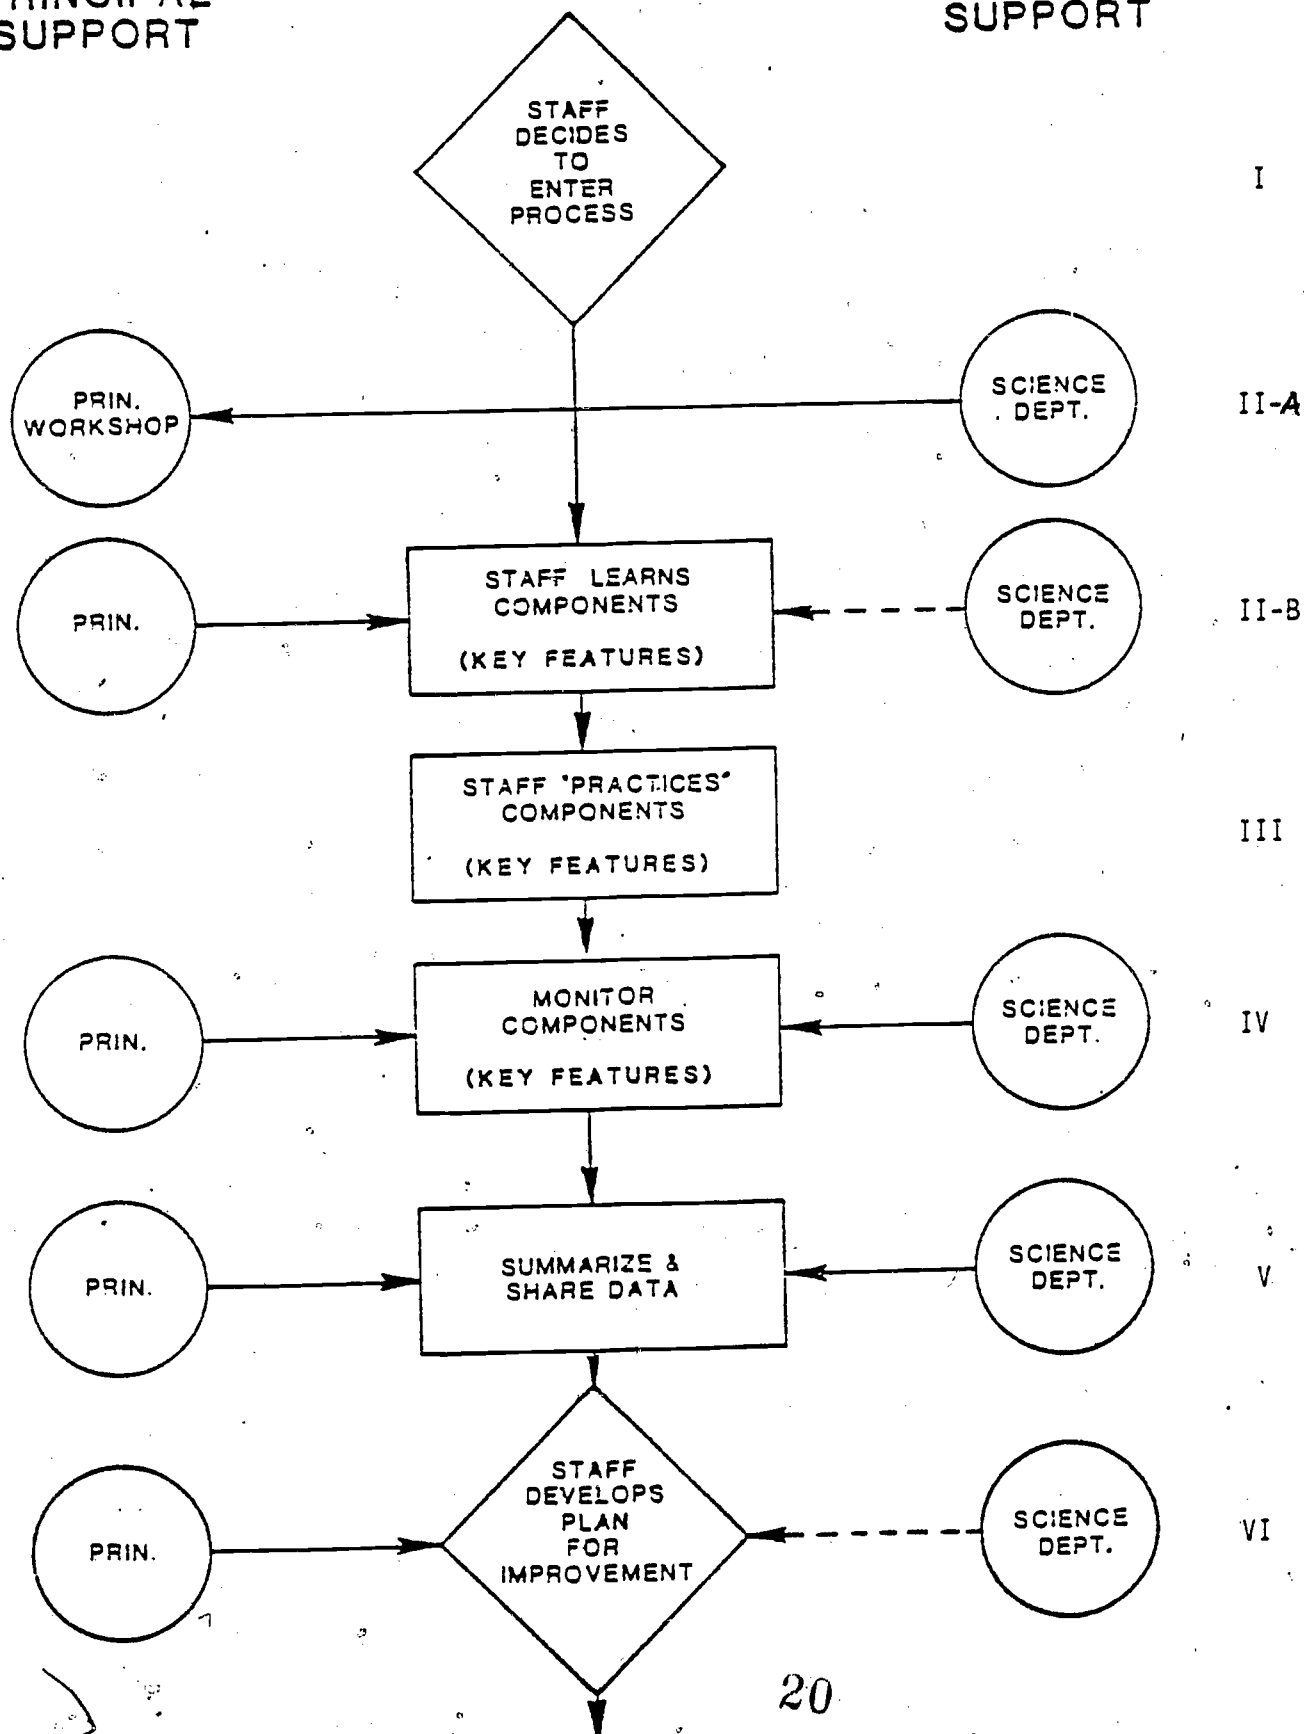 SUPPORT
SUPPORT
STAFF
DECIDES
TO
ENTER
PROCESS
I
PRIN.
WORKSHOP
SCIENCE
DEPT.
II-A
PRIN.
STAFF LEARNS
COMPONENTS
(KEY FEATURES)
SCIENCE
DEPT.
II-B
STAFF "PRACTICES"
COMPONENTS
(KEY FEATURES)
III
PRIN.
MONITOR
COMPONENTS
(KEY FEATURES)
SCIENCE
DEPT.
IV
PRIN.
SUMMARIZE &
SHARE DATA
SCIENCE
DEPT.
V
PRIN.
STAFF
DEVELOPS
PLAN
FOR
IMPROVEMENT
SCIENCE
DEPT.
VI
20